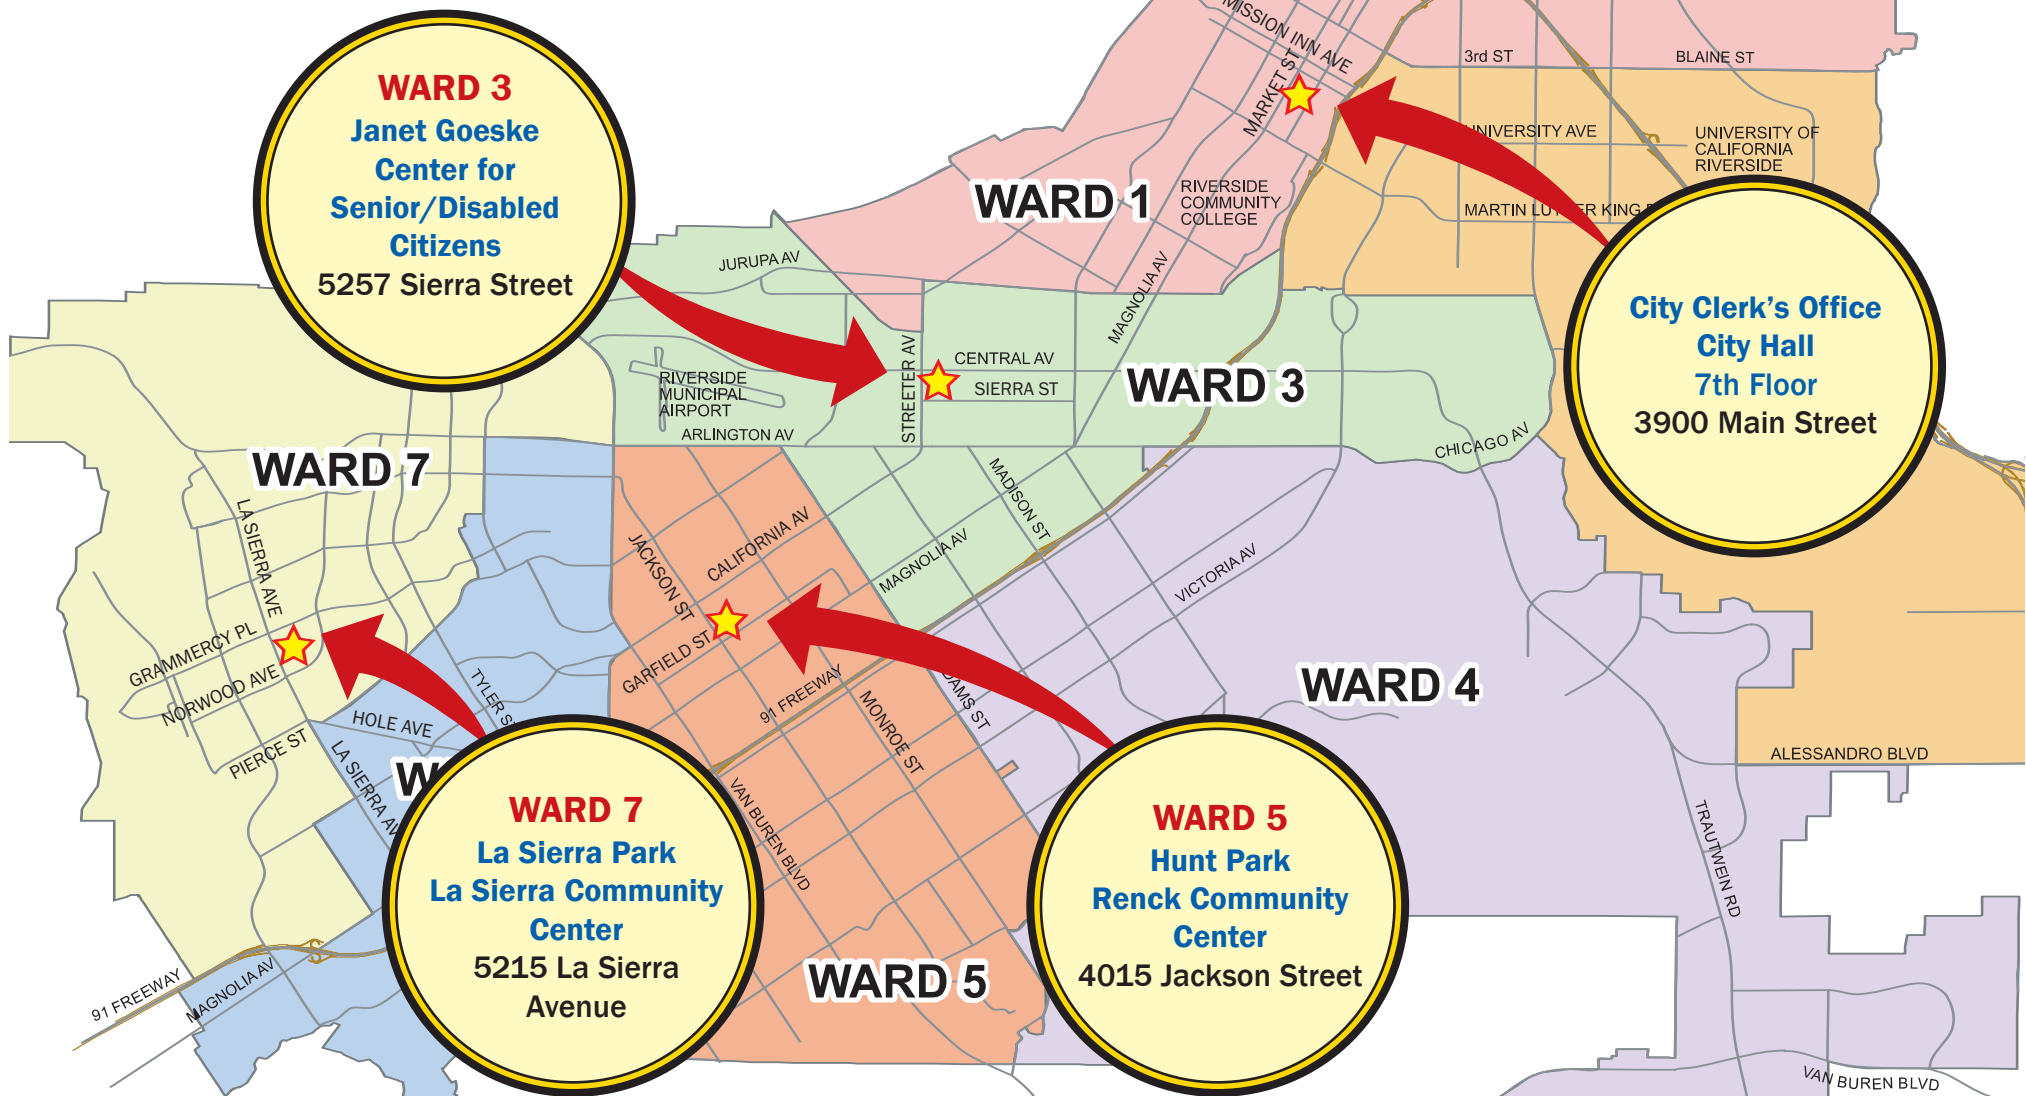 MISSION INN AVE
3rd ST
BLAINE ST
MARKET ST
WARD 3
Janet Goeske
Center for
Senior/Disabled
Citizens
5257 Sierra Street
UNIVERSITY AVE
UNIVERSITY OF
CALIFORNIA
RIVERSIDE
WARD 1
RIVERSIDE
COMMUNITY
COLLEGE
MARTIN LUTHER KING
JURUPA AV
MAGNOLIA AV
City Clerk’s Office
City Hall
7th Floor
3900 Main Street
STREETER AV
CENTRAL AV
SIERRA ST
WARD 3
RIVERSIDE
MUNICIPAL
AIRPORT
ARLINGTON AV
CHICAGO AV
WARD 7
LA SIERRA AVE
MADISON ST
JACKSON ST
CALIFORNIA AV
MAGNOLIA AV
VICTORIA AV
GRAMMERCY PL
NORWOOD AVE
GARFIELD ST
TYLER S
91 FREEWAY
DAMS ST
MONROE ST
WARD 4
HOLE AVE
PIERCE ST
LA SIERRA AV
W
ALESSANDRO BLVD
VAN BUREN BLVD
TRAUTWEIN RD
WARD 7
La Sierra Park
La Sierra Community
Center
5215 La Sierra
Avenue
WARD 5
Hunt Park
Renck Community
Center
4015 Jackson Street
WARD 5
91 FREEWAY
MAGNOLIA AV
VAN BUREN BLVD